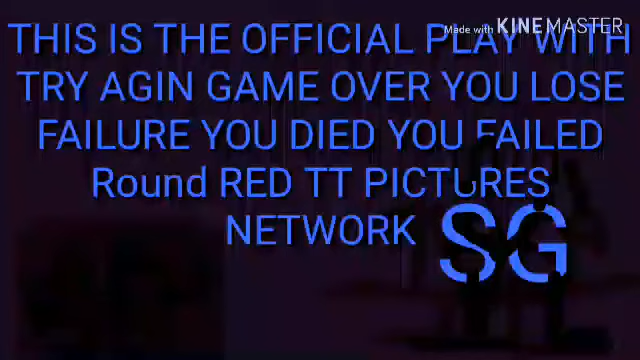 Made with KINEMASTER
THIS IS THE OFFICIAL PLAY WITH
TRY AGIN GAME OVER YOU LOSE
FAILURE YOU DIED YOU FAILED
Round RED TT PICTURES
NETWORK
SG